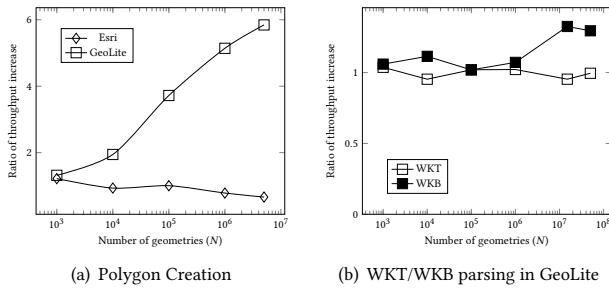 Esri
GeoLite
6
4
2
10^3 10^4 10^5 10^6 10^7
Ratio of throughput increase
Number of geometries (N)
(a) Polygon Creation
1
0.5
0
10^3 10^4 10^5 10^6 10^7 10^8
Ratio of throughput increase
Number of geometries (N)
WKT
WKB
(b) WKT/WKB parsing in GeoLite